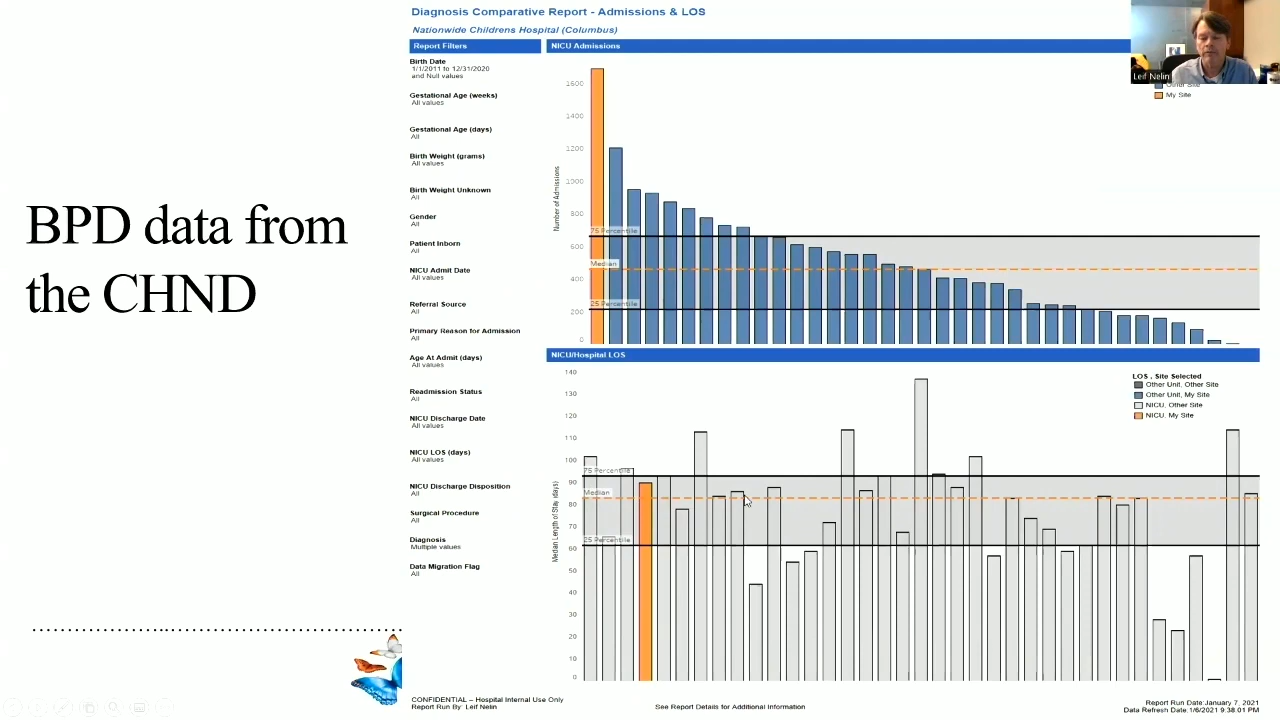 Diagnosis Comparative Report - Admissions & LOS
Nationwide Childrens Hospital (Columbus)
BPD data from
the CHND
Report Filters
Birth Date
1/1/2011 to 12/31/2020
and Null values
Gestational Age (weeks)
All values
Gestational Age (days)
All
Birth Weight (grams)
All values
Birth Weight Unknown
All
Gender
All
Patient Inborn
All
NICU Admit Date
All values
Referral Source
All
Primary Reason for Admission
All
Age At Admit (days)
All values
Readmission Status
All
NICU Discharge Date
All values
NICU LOS (days)
All values
NICU Discharge Disposition
All
Surgical Procedure
All
Diagnosis
Multiple values
Data Migration Flag
All
NICU Admissions
Leif Nelin
Other Site
My Site
Number of Admissions
1600
1400
1200
1000
800
600
400
200
0
75 Percentile
Median
25 Percentile
NICU/Hospital LOS
LOS , Site Selected
Other Unit, Other Site
Other Unit, My Site
NICU, Other Site
NICU, My Site
Median Length of Stay (days)
140
130
120
110
100
90
80
70
60
50
40
30
20
10
0
75 Percentile
Median
25 Percentile
CONFIDENTIAL – Hospital Internal Use Only
Report Run By: Leif Nelin
See Report Details for Additional Information
Report Run Date:January 7, 2021
Data Refresh Date:1/6/2021 9:38:01 PM